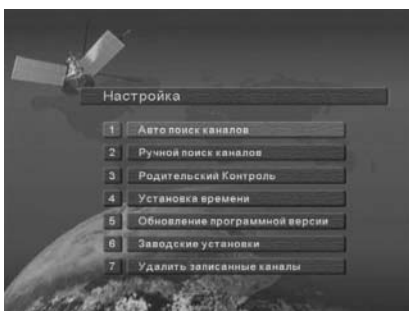 Настройка
1 Авто поиск каналов
2 Ручной поиск каналов
3 Родительский Контроль
4 Установка времени
5 Обновление программной версии
6 Заводские установки
7 Удалить записанные каналы